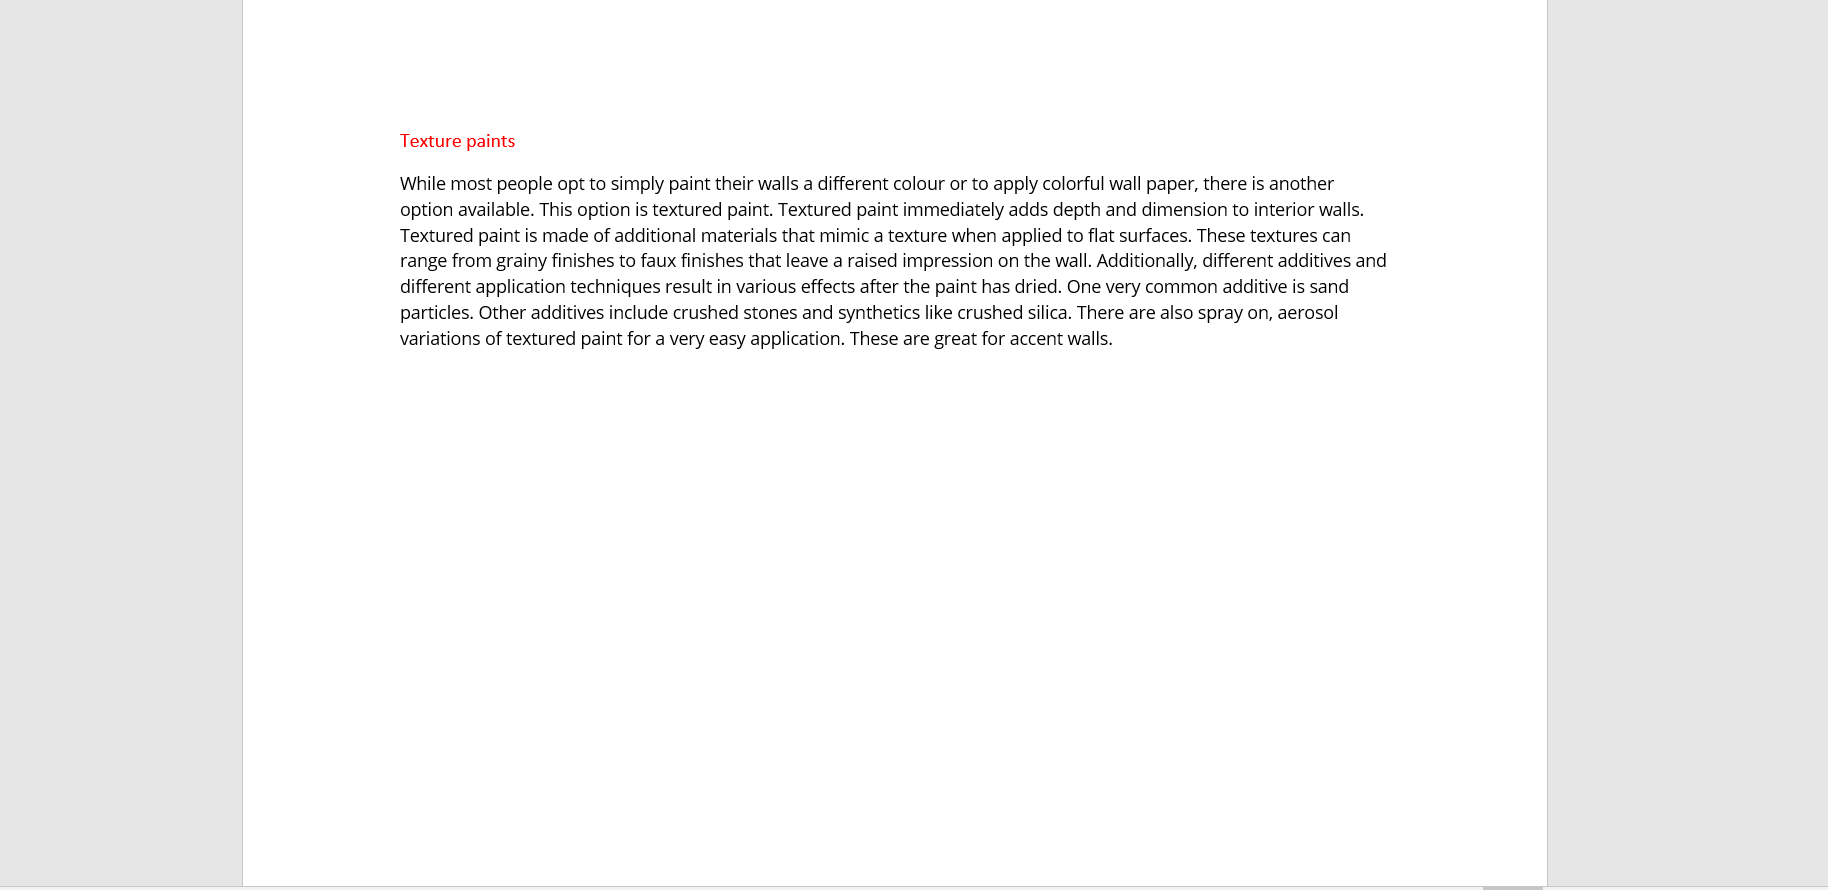 Texture paints
While most people opt to simply paint their walls a different colour or to apply colorful wall paper, there is another
option available. This option is textured paint. Textured paint immediately adds depth and dimension to interior walls.
Textured paint is made of additional materials that mimic a texture when applied to flat surfaces. These textures can
range from grainy finishes to faux finishes that leave a raised impression on the wall. Additionally, different additives and
different application techniques result in various effects after the paint has dried. One very common additive is sand
particles. Other additives include crushed stones and synthetics like crushed silica. There are also spray on, aerosol
variations of textured paint for a very easy application. These are great for accent walls.